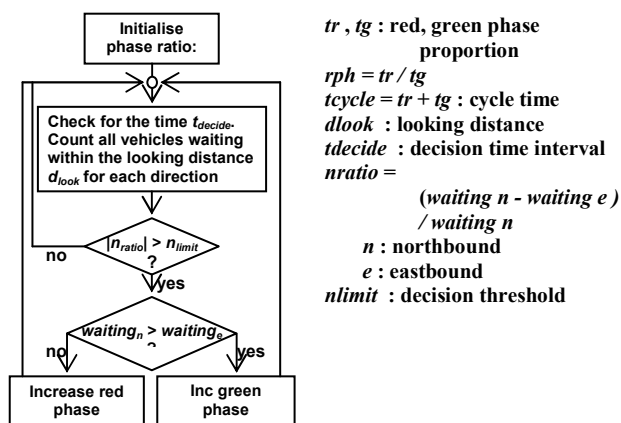 Initialise
phase ratio:
Check for the time tdecide.
Count all vehicles waiting
within the looking distance
dlook for each direction
|nratio| > nlimit
?
no
yes
waitingn > waitinge
?
no
yes
Increase red
phase
Inc green
phase
tr , tg : red, green phase
proportion
rph = tr / tg
tcycle = tr + tg : cycle time
dlook : looking distance
tdecide : decision time interval
nratio =
(waiting n - waiting e )
/ waiting n
n : northbound
e : eastbound
nlimit : decision threshold